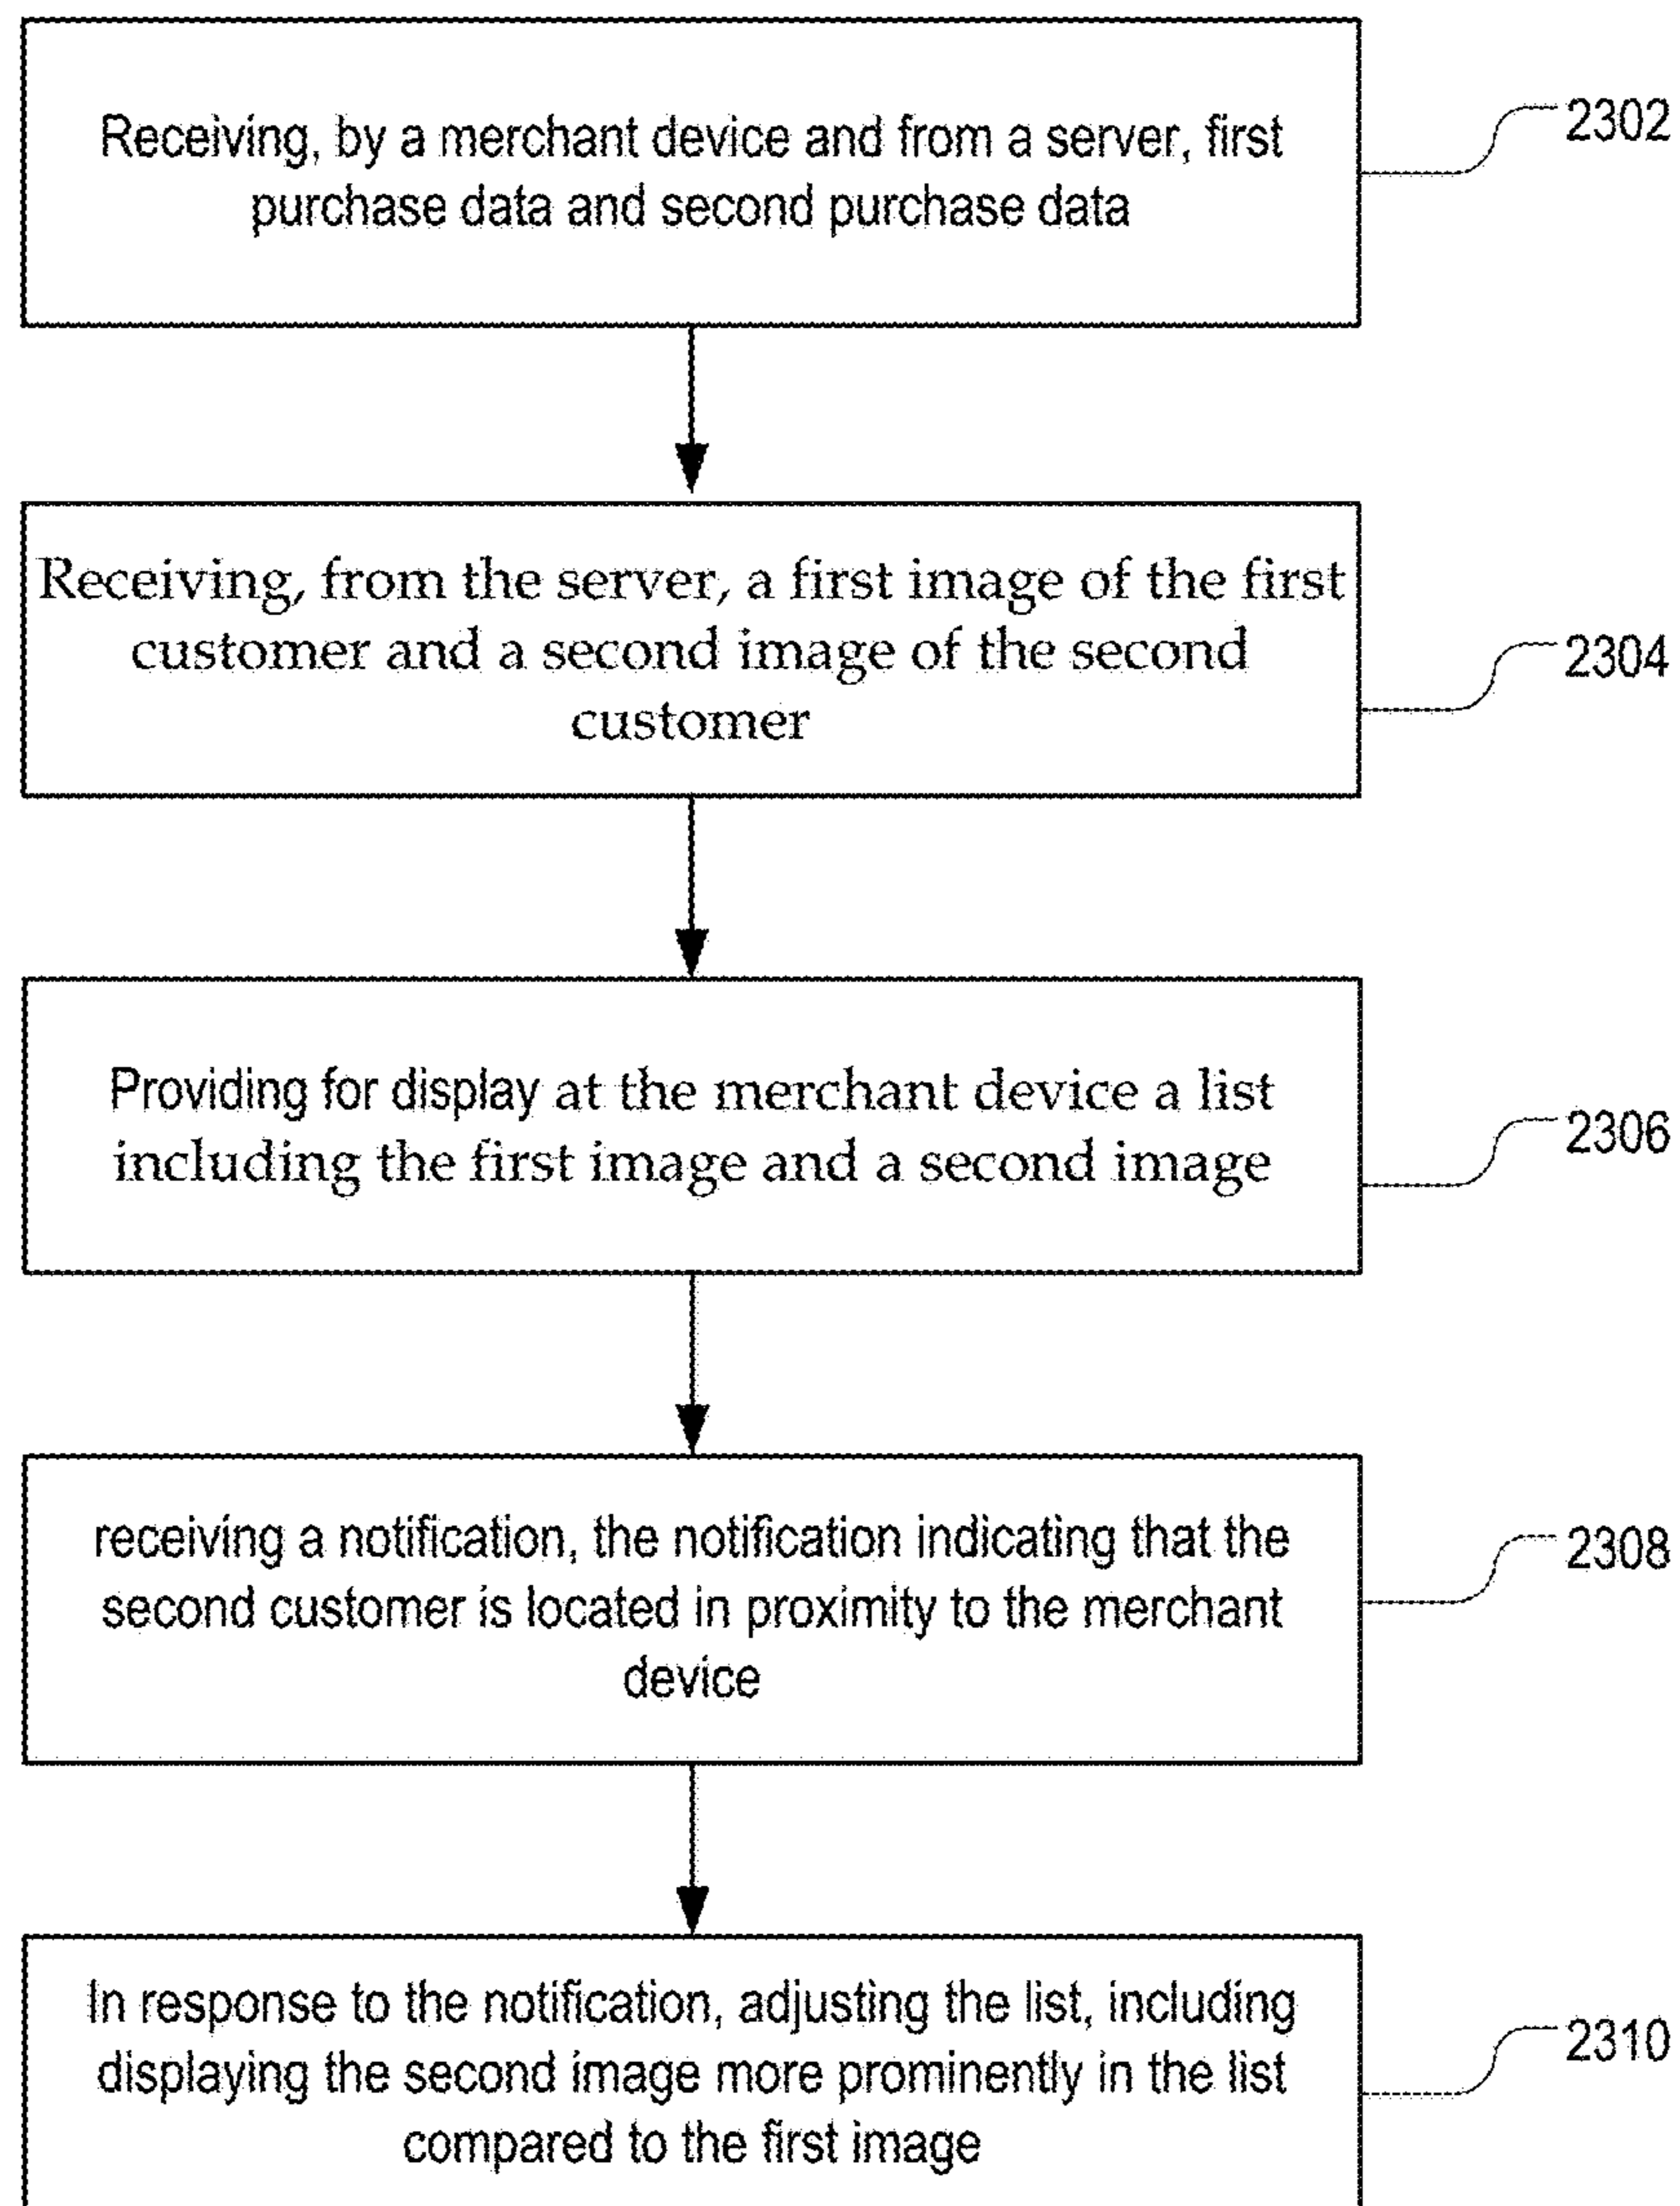 Receiving, by a merchant device and from a server, first
purchase data and second purchase data
2302
Receiving, from the server, a first image of the first
customer and a second image of the second
customer
2304
Providing for display at the merchant device a list
including the first image and a second image
2306
receiving a notification, the notification indicating that the
second customer is located in proximity to the merchant
device
2308
In response to the notification, adjusting the list, including
displaying the second image more prominently in the list
compared to the first image
2310